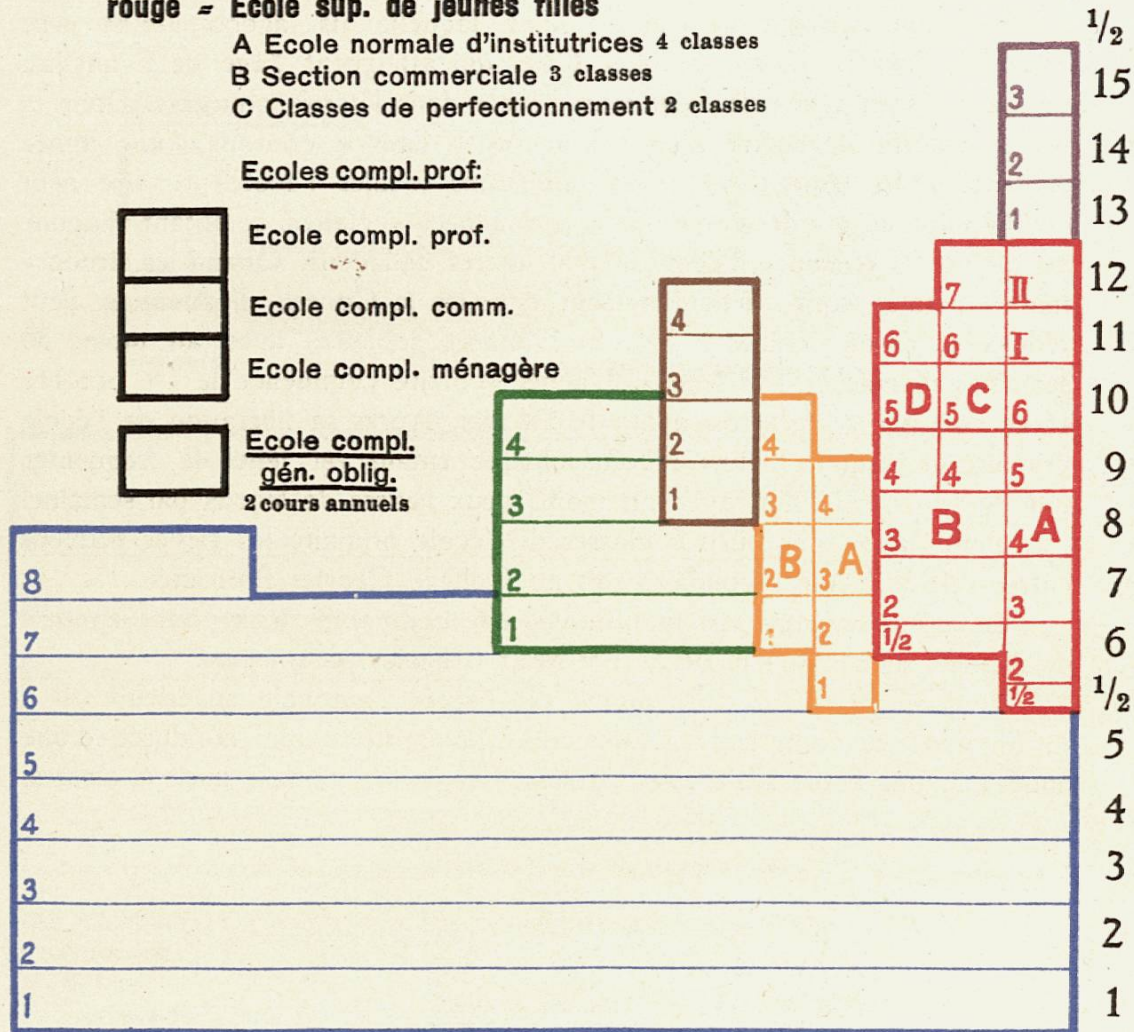 rouge = Ecole sup. de jeunes filles
A Ecole normale d'institutrices 4 classes
B Section commerciale 3 classes
C Classes de perfectionnement 2 classes
Ecoles compl. prof:
Ecole compl. prof.
Ecole compl. comm.
Ecole compl. ménagère
Ecole compl.
gén. oblig.
2 cours annuels
1/2
3 15
2 14
1 13
7 II 12
4 6 6 I 11
3 5 D 5 C 6 10
4 2 4 4 4 5 9
3 1 3 4 3 B 4 A 8
8 2 2 B 3 A 2 3 7
7 1 1 2 1/2 2 6
6 1 1/2 1/2
5 5
4 4
3 3
2 2
1 1